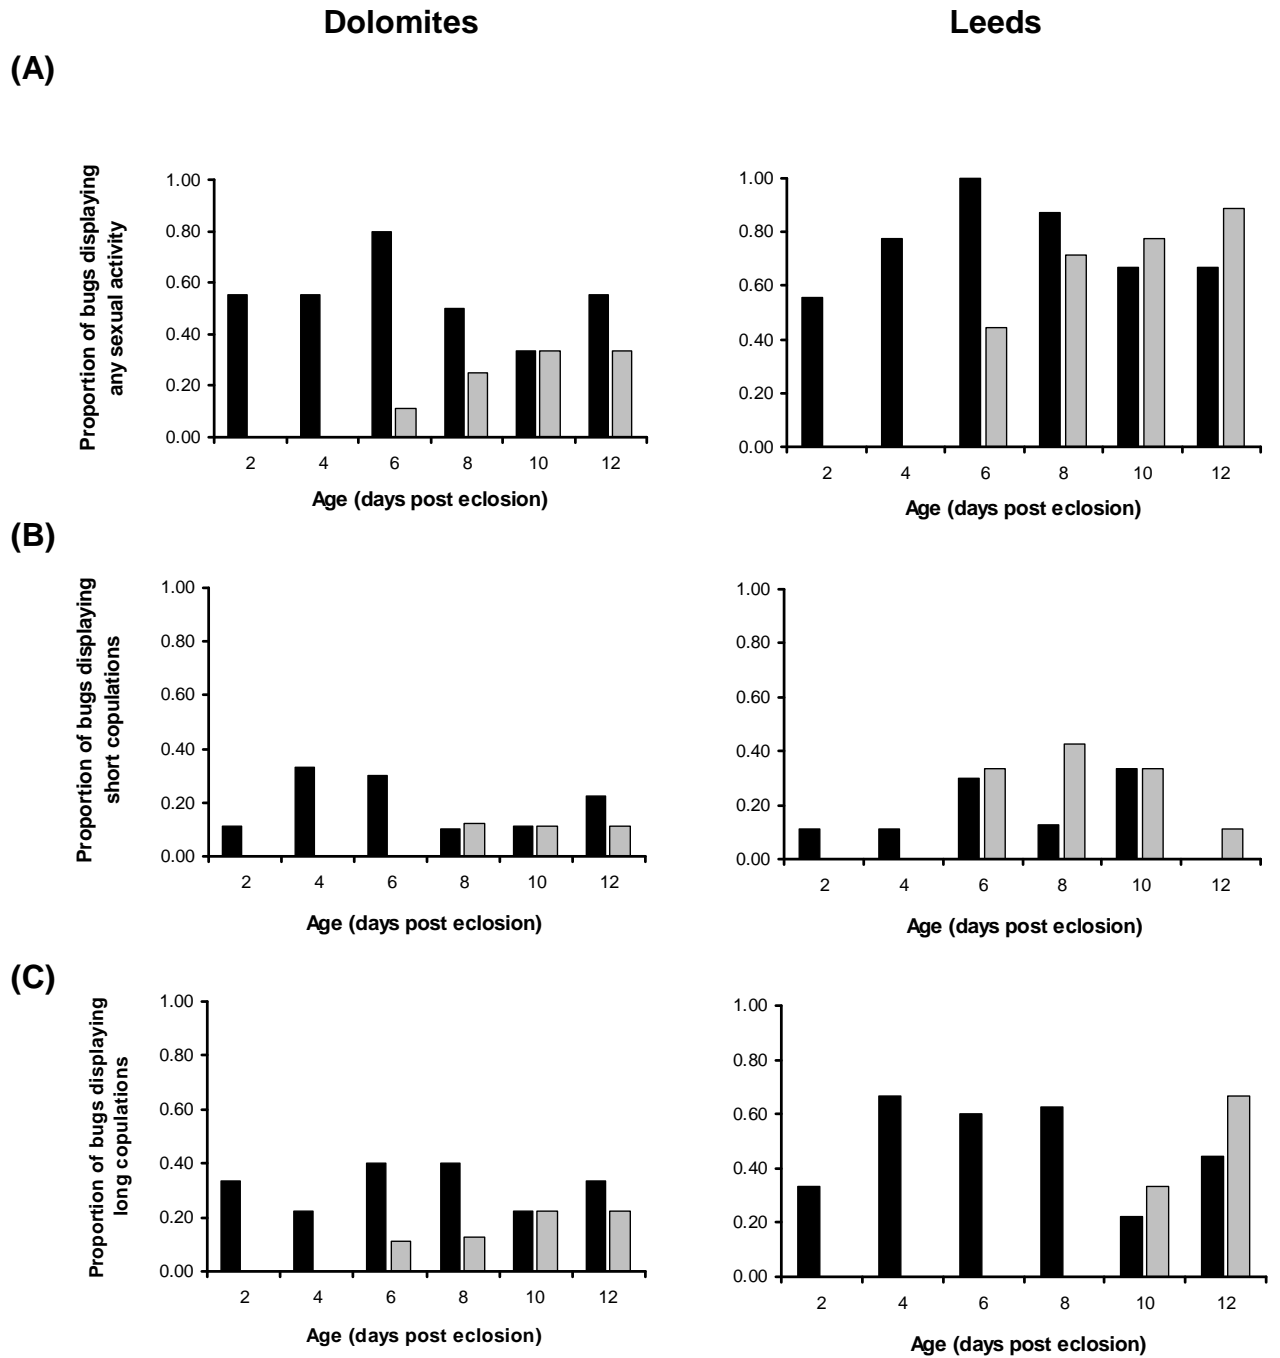 Dolomites
Leeds
(A)
Proportion of bugs displaying
any sexual activity
1.00
0.80
0.60
0.40
0.20
0.00
2 4 6 8 10 12
Age (days post eclosion)
1.00
0.80
0.60
0.40
0.20
0.00
2 4 6 8 10 12
Age (days post eclosion)
(B)
Proportion of bugs displaying
short copulations
1.00
0.80
0.60
0.40
0.20
0.00
2 4 6 8 10 12
Age (days post eclosion)
1.00
0.80
0.60
0.40
0.20
0.00
2 4 6 8 10 12
Age (days post eclosion)
(C)
Proportion of bugs displaying
long copulations
1.00
0.80
0.60
0.40
0.20
0.00
2 4 6 8 10 12
Age (days post eclosion)
1.00
0.80
0.60
0.40
0.20
0.00
2 4 6 8 10 12
Age (days post eclosion)